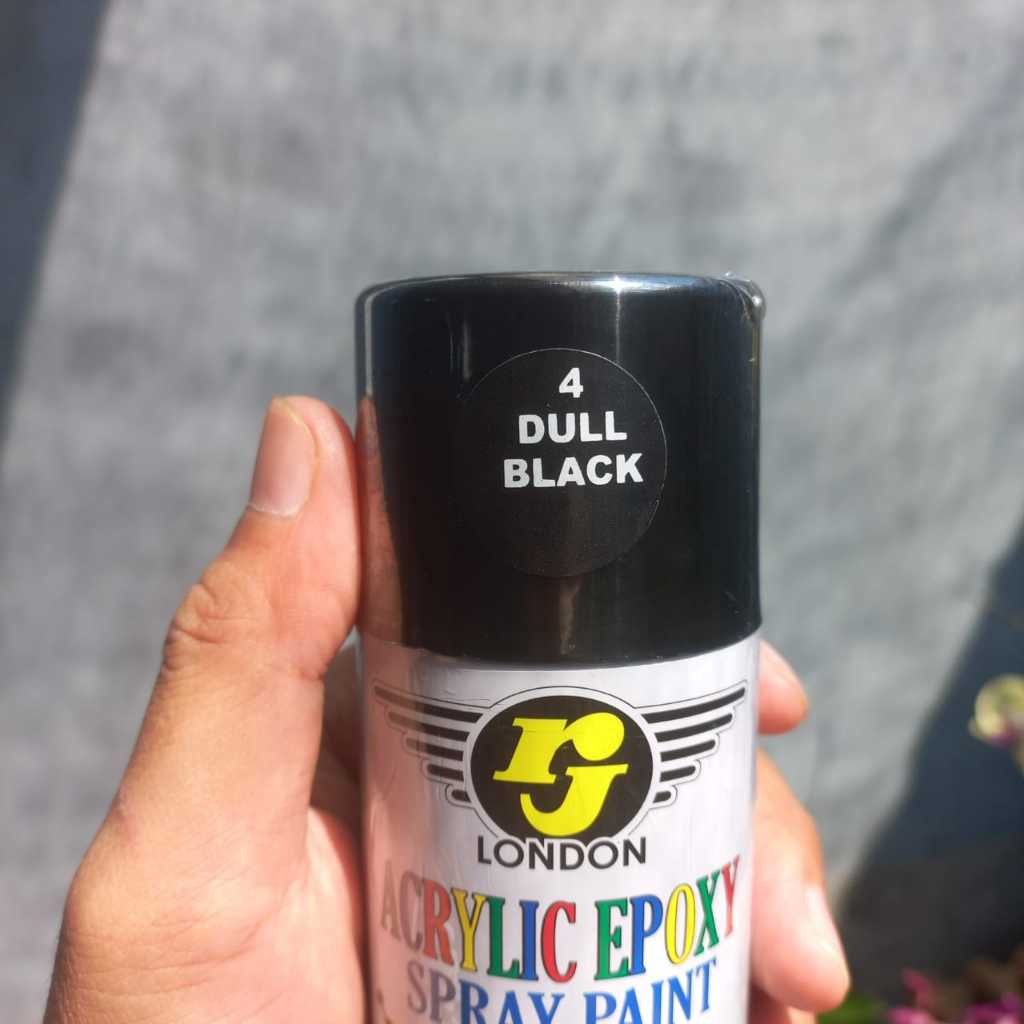 4
DULL
BLACK
rj
LONDON
ACRYLIC EPOXY
SPRAY PAINT